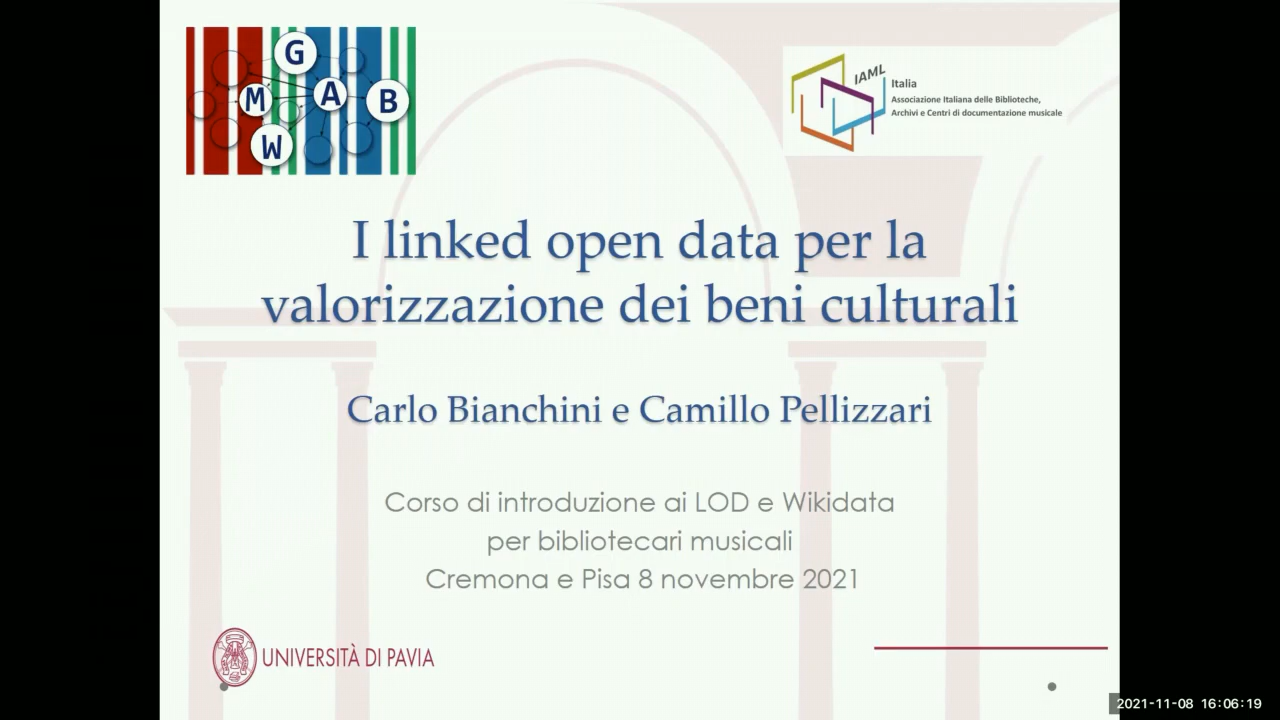 G
M
A
B
W
IAML
Italia
Associazione Italiana delle Biblioteche,
Archivi e Centri di documentazione musicale
I linked open data per la
valorizzazione dei beni culturali
Carlo Bianchini e Camillo Pellizzari
Corso di introduzione ai LOD e Wikidata
per bibliotecari musicali
Cremona e Pisa 8 novembre 2021
UNIVERSITÀ DI PAVIA
2021-11-08 16:06:19